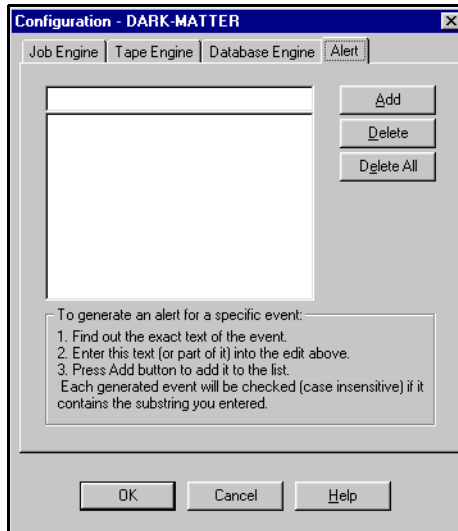 Configuration - DARK-MATTER
Job Engine Tape Engine Database Engine Alert
Add
Delete
Delete All
To generate an alert for a specific event:
1. Find out the exact text of the event.
2. Enter this text (or part of it) into the edit above.
3. Press Add button to add it to the list.
Each generated event will be checked (case insensitive) if it
contains the substring you entered.
OK Cancel Help